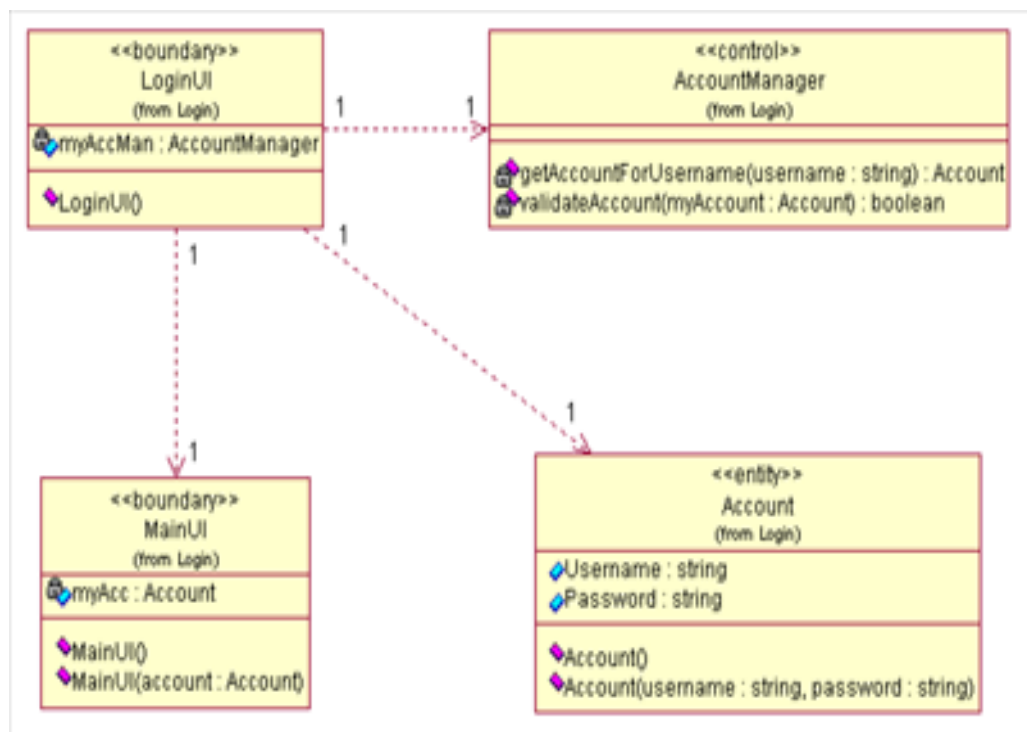 <<boundary>>
LoginUI
(from Login)
myAccMan : AccountManager
LoginUI()
1
1
<<control>>
AccountManager
(from Login)
getAccountForUsername(username : string) : Account
validateAccount(myAccount : Account) : boolean
1
1
1
1
<<boundary>>
MainUI
(from Login)
myAcc : Account
MainUI()
MainUI(account : Account)
<<entity>>
Account
(from Login)
Username : string
Password : string
Account()
Account(username : string, password : string)